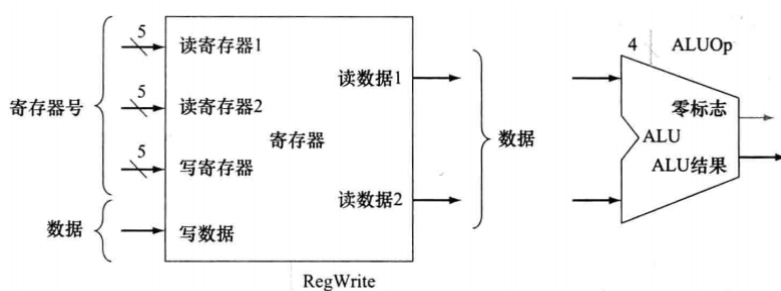 5
读寄存器1
5
读寄存器2
寄存器号
寄存器
5
写寄存器
数据
写数据
读数据1
读数据2
数据
RegWrite
4
ALUOp
零标志
ALU
ALU结果